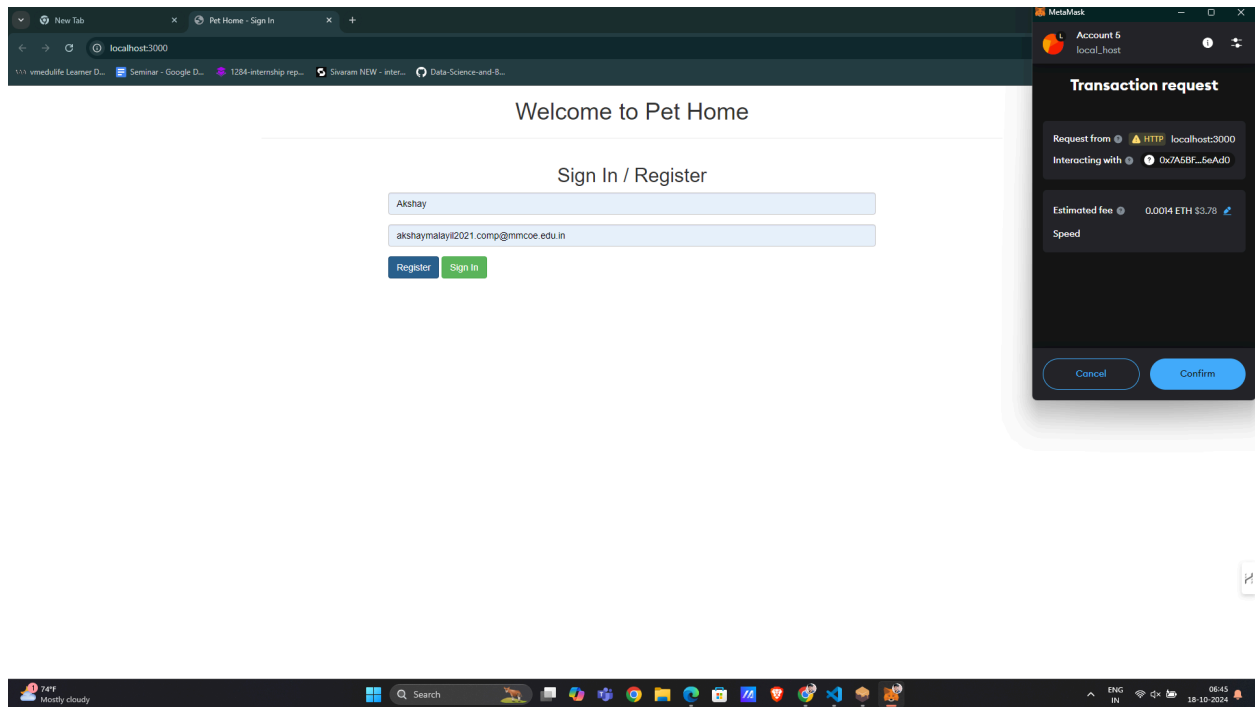 New Tab
Pet Home - Sign In
localhost:3000
vmedulife Learner D...
Seminar - Google D...
1284-internship rep...
Sivaram NEW - inter...
Data-Science-and-B...
Welcome to Pet Home
Sign In / Register
Akshay
akshaymalayil2021.comp@mmcoe.edu.in
Register Sign In
MetaMask
L
Account 5
local_host
Transaction request
Request from HTTP localhost:3000
Interacting with 0x7A5BF...5eAd0
Estimated fee 0.0014 ETH $3.78
Speed
Cancel Confirm
1
74°F
Mostly cloudy
Search
ENG
IN
06:45
18-10-2024